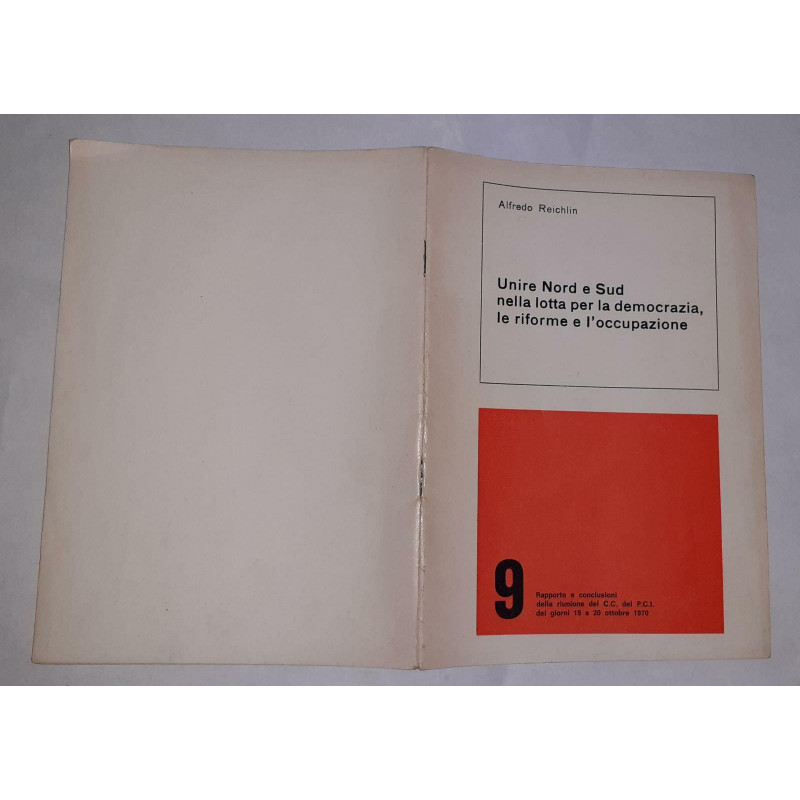 Alfredo Reichlin
Unire Nord e Sud
nella lotta per la democrazia,
le riforme e l'occupazione
9
Rapporto e conclusioni
della riunione del C.C. del P.C.I.
dei giorni 19 e 20 ottobre 1970